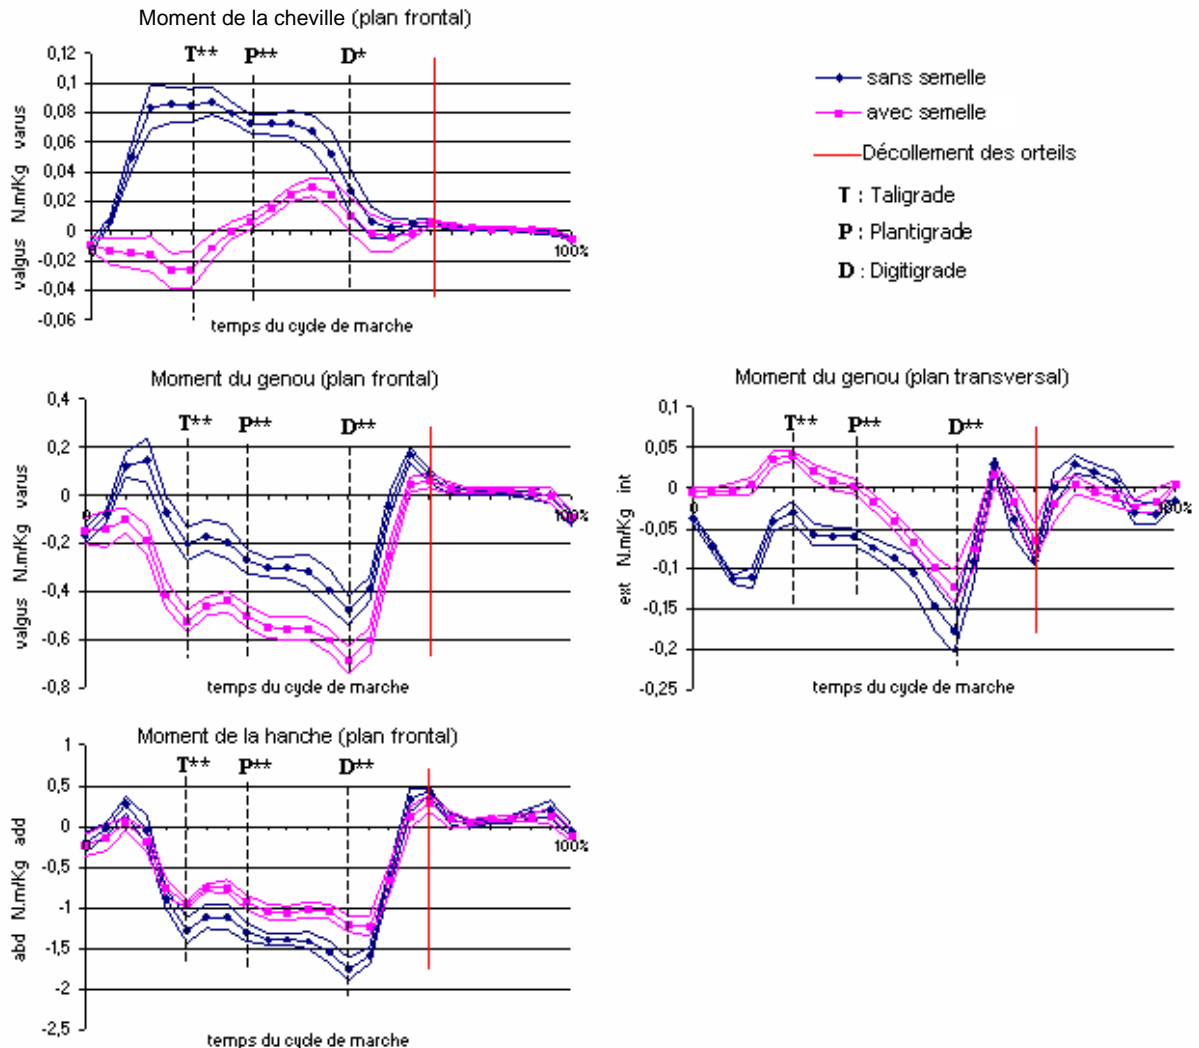 Moment de la cheville (plan frontal)
T** P** D*
0,12
0,1
0,08
0,06
0,04
0,02
0
-0,02
-0,04
-0,06
valgus N.m/Kg varus
0 100%
temps du cycle de marche
sans semelle
avec semelle
Décollement des orteils
T : Taligrade
P : Plantigrade
D : Digitigrade
Moment du genou (plan frontal)
T** P** D**
0,4
0,2
0
-0,2
-0,4
-0,6
-0,8
valgus N.m/Kg varus
0 100%
temps du cycle de marche
Moment du genou (plan transversal)
T** P** D**
0,1
0,05
0
-0,05
-0,1
-0,15
-0,2
-0,25
ext N.m/Kg int
0 100%
temps du cycle de marche
Moment de la hanche (plan frontal)
T** P** D**
1
0,5
0
-0,5
-1
-1,5
-2
-2,5
abd N.m/Kg add
0 100%
temps du cycle de marche